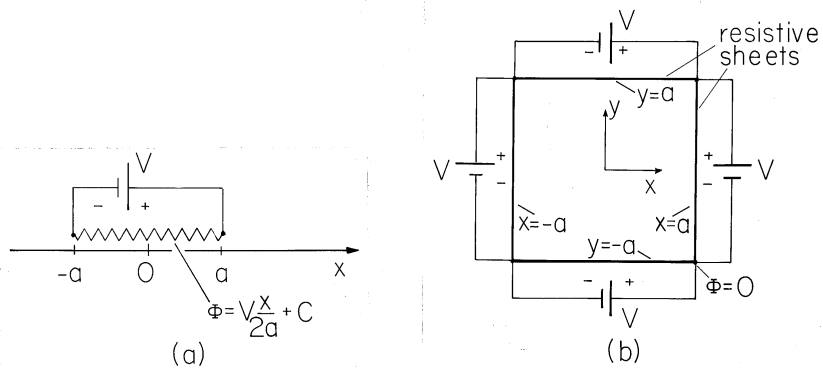 V
- +
-a 0 a x
Φ=V x/2a + C
(a)
V
- +
resistive
sheets
y=a
y
x
V
+
-
+
-
V
x=-a
x=a
y=-a
Φ=0
- +
V
(b)